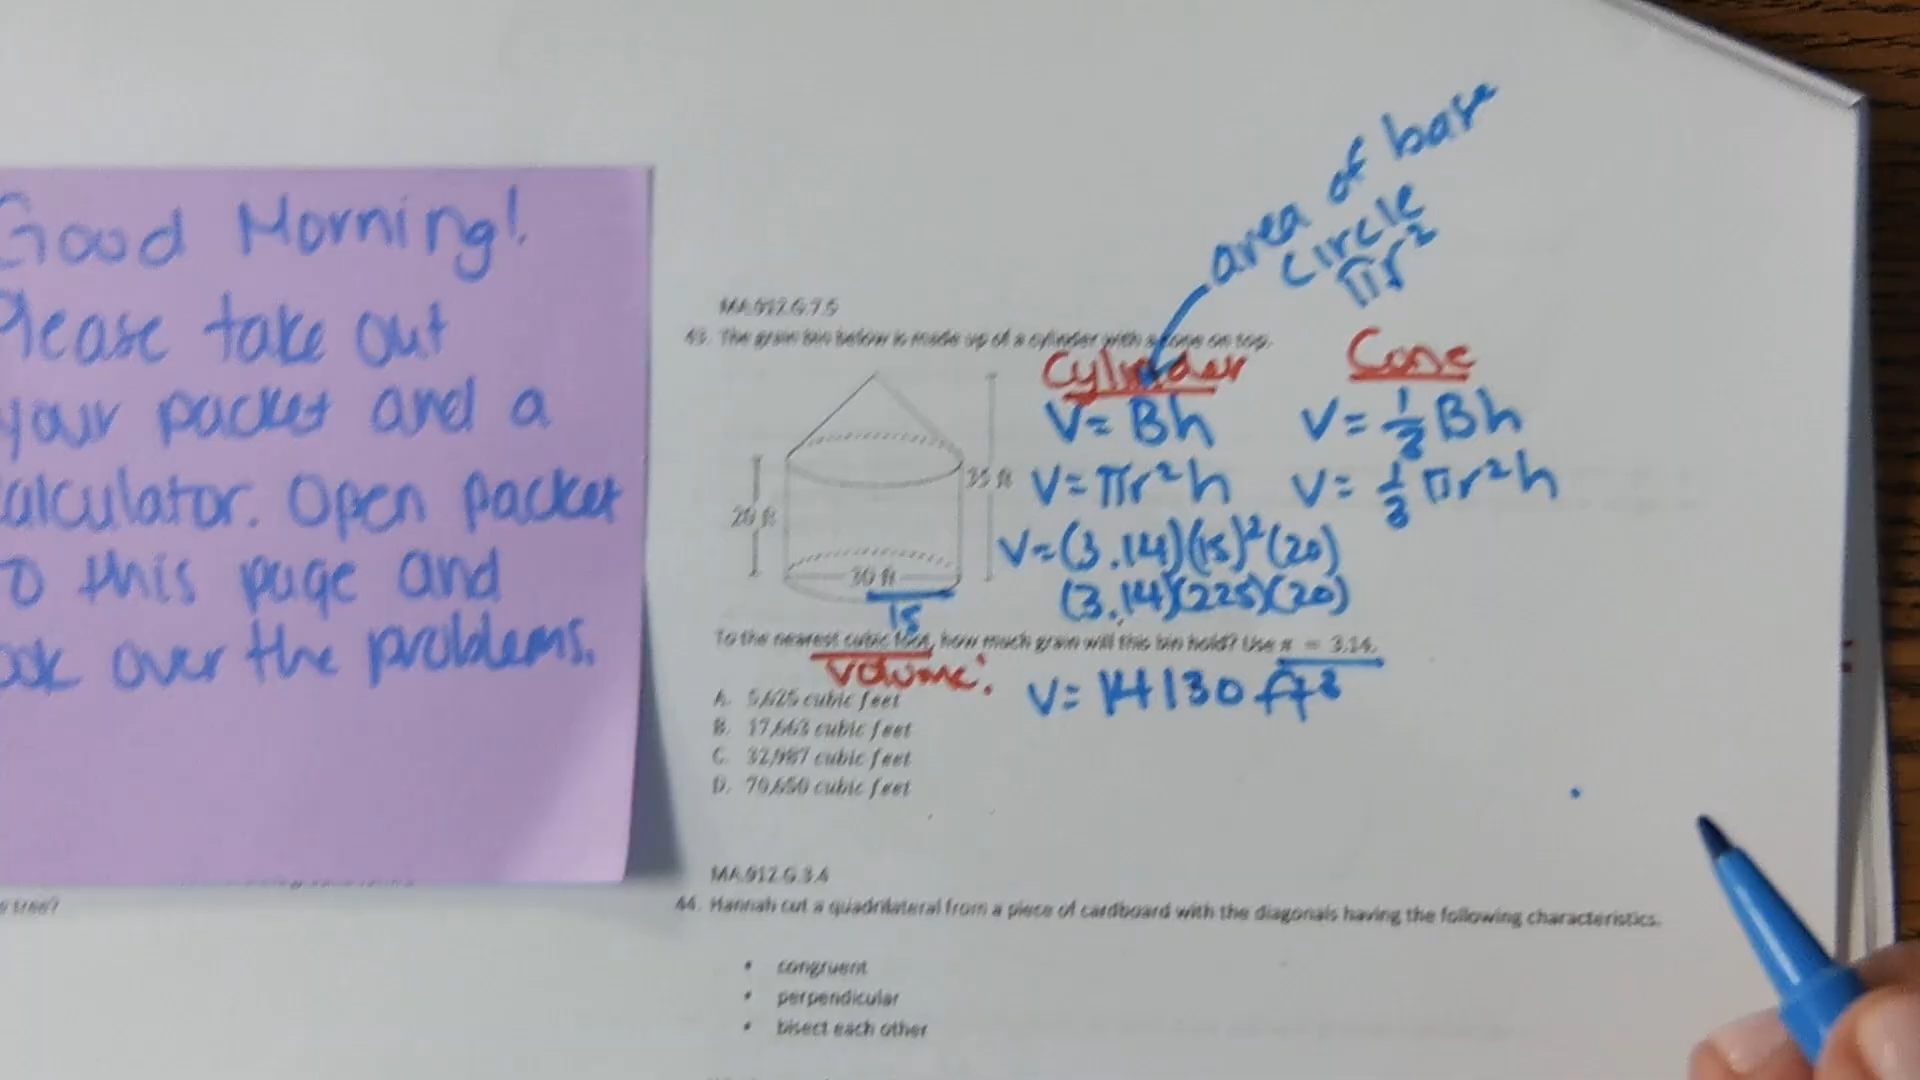 Good Morning!
Please take out
your packet and a
calculator. Open packet
to this page and
look over the problems.
area of base
circle
πr²
MA.912.G.7.5
43. The grain bin below is made up of a cylinder with a cone on top.
Cylinder
Cone
V= Bh
V= 1/3 Bh
V= πr²h
V= 1/3 πr²h
35 ft
20 ft
30 ft
15
V=(3.14)(15)²(20)
(3.14)(225)(20)
To the nearest cubic foot, how much grain will this bin hold? Use π = 3.14.
volume:
V= 14130 ft³
A. 5,625 cubic feet
B. 17,663 cubic feet
C. 32,987 cubic feet
D. 70,650 cubic feet
MA.912.G.3.4
44. Hannah cut a quadrilateral from a piece of cardboard with the diagonals having the following characteristics.
• congruent
• perpendicular
• bisect each other